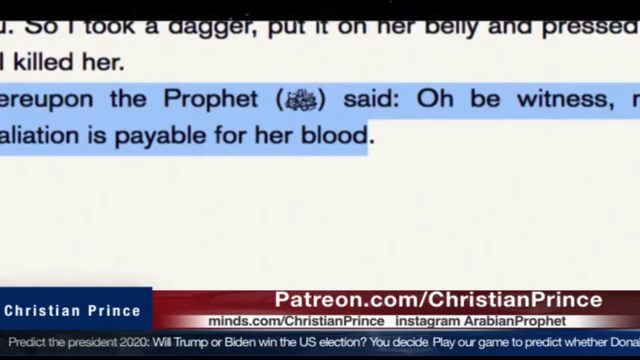 . So I took a dagger, put it on her belly and pressed
killed her.
the Prophet (ﷺ) said: Oh be witness,
is payable for her blood.
Patreon.com/ChristianPrince
Christian Prince
minds.com/ChristianPrince instagram ArabianProphet
Predict the president 2020: Will Trump or Biden win the US election? You decide Play our game to predict whether